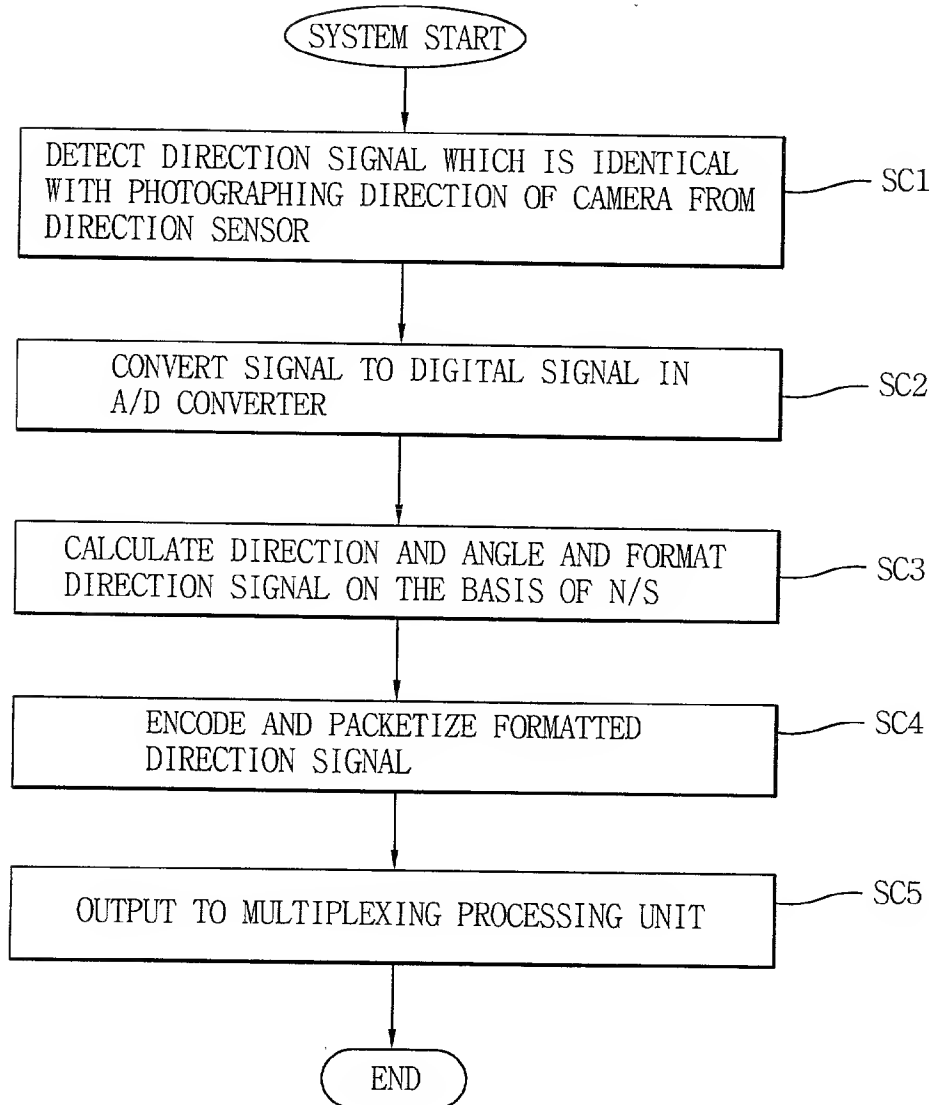 SYSTEM START
DETECT DIRECTION SIGNAL WHICH IS IDENTICAL
WITH PHOTOGRAPHING DIRECTION OF CAMERA FROM
DIRECTION SENSOR
SC1
CONVERT SIGNAL TO DIGITAL SIGNAL IN
A/D CONVERTER
SC2
CALCULATE DIRECTION AND ANGLE AND FORMAT
DIRECTION SIGNAL ON THE BASIS OF N/S
SC3
ENCODE AND PACKETIZE FORMATTED
DIRECTION SIGNAL
SC4
OUTPUT TO MULTIPLEXING PROCESSING UNIT
SC5
END